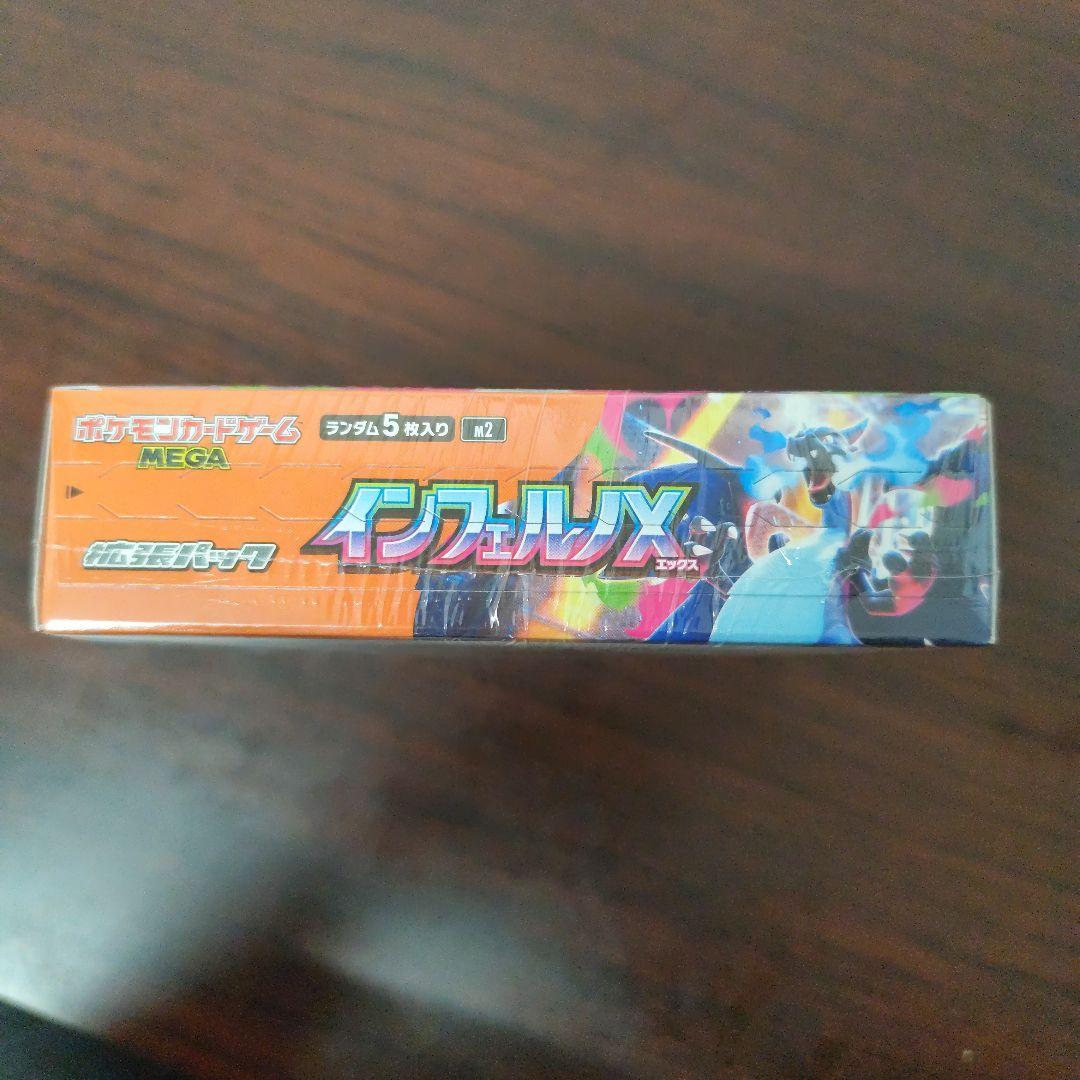 ポケモンカードゲーム
MEGA
ランダム5枚入り
M2
拡張パック
インフェルノX
エックス